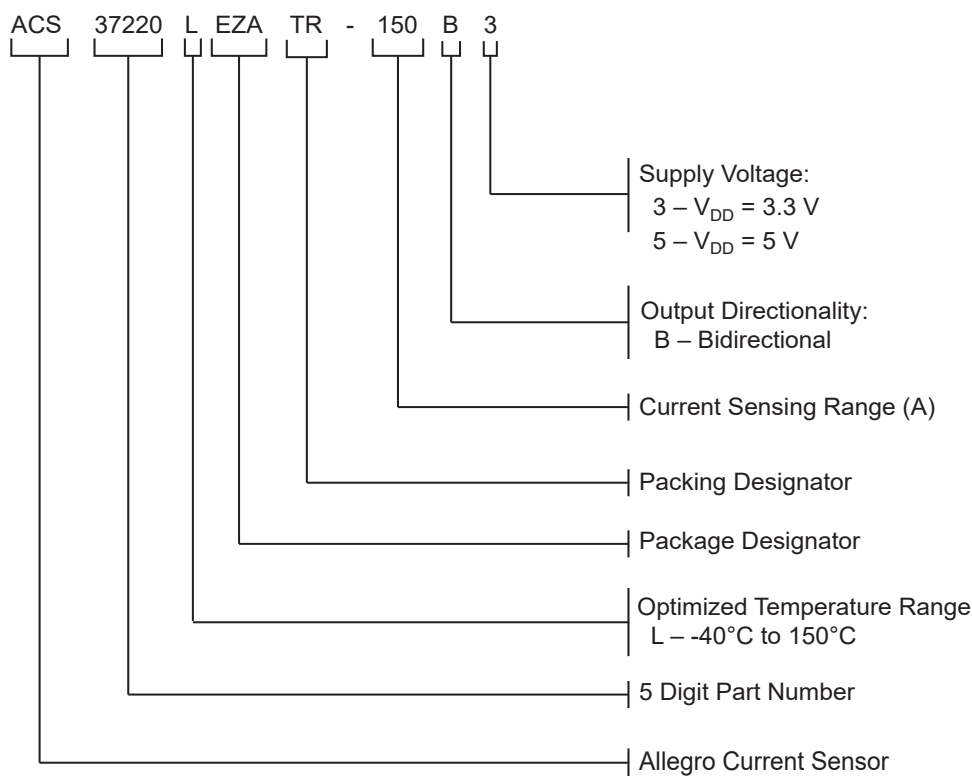 ACS 37220 L EZA TR - 150 B 3
Supply Voltage:
3 – VDD = 3.3 V
5 – VDD = 5 V
Output Directionality:
B – Bidirectional
Current Sensing Range (A)
Packing Designator
Package Designator
Optimized Temperature Range
L – -40°C to 150°C
5 Digit Part Number
Allegro Current Sensor